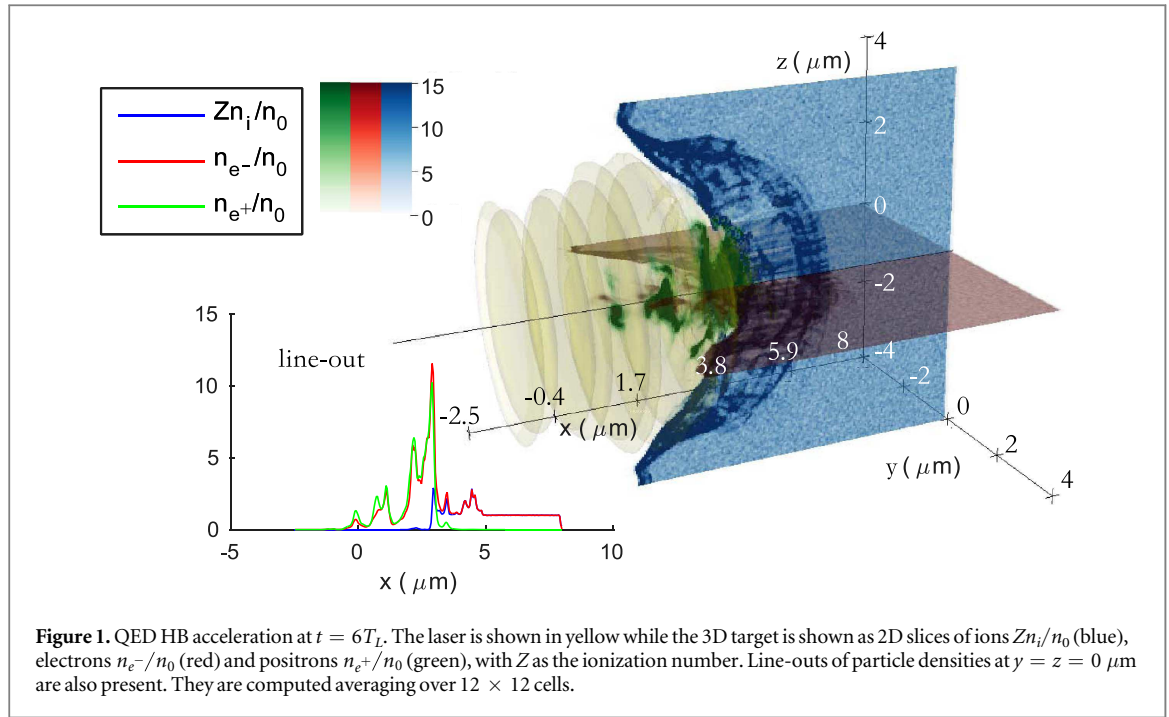 Zn_i/n_0
n_{e-}/n_0
n_{e+}/n_0
15
10
5
0
z ( μm)
4
2
0
-2
-4
line-out
-2.5
-0.4
1.7
3.8
5.9
8
x ( μm)
-2
0
2
4
y ( μm)
15
10
5
0
-5
0
5
10
x ( μm)
Figure 1. QED HB acceleration at t = 6T_L. The laser is shown in yellow while the 3D target is shown as 2D slices of ions Zn_i/n_0 (blue),
electrons n_{e^-}/n_0 (red) and positrons n_{e^+}/n_0 (green), with Z as the ionization number. Line-outs of particle densities at y = z = 0 μm
are also present. They are computed averaging over 12 × 12 cells.